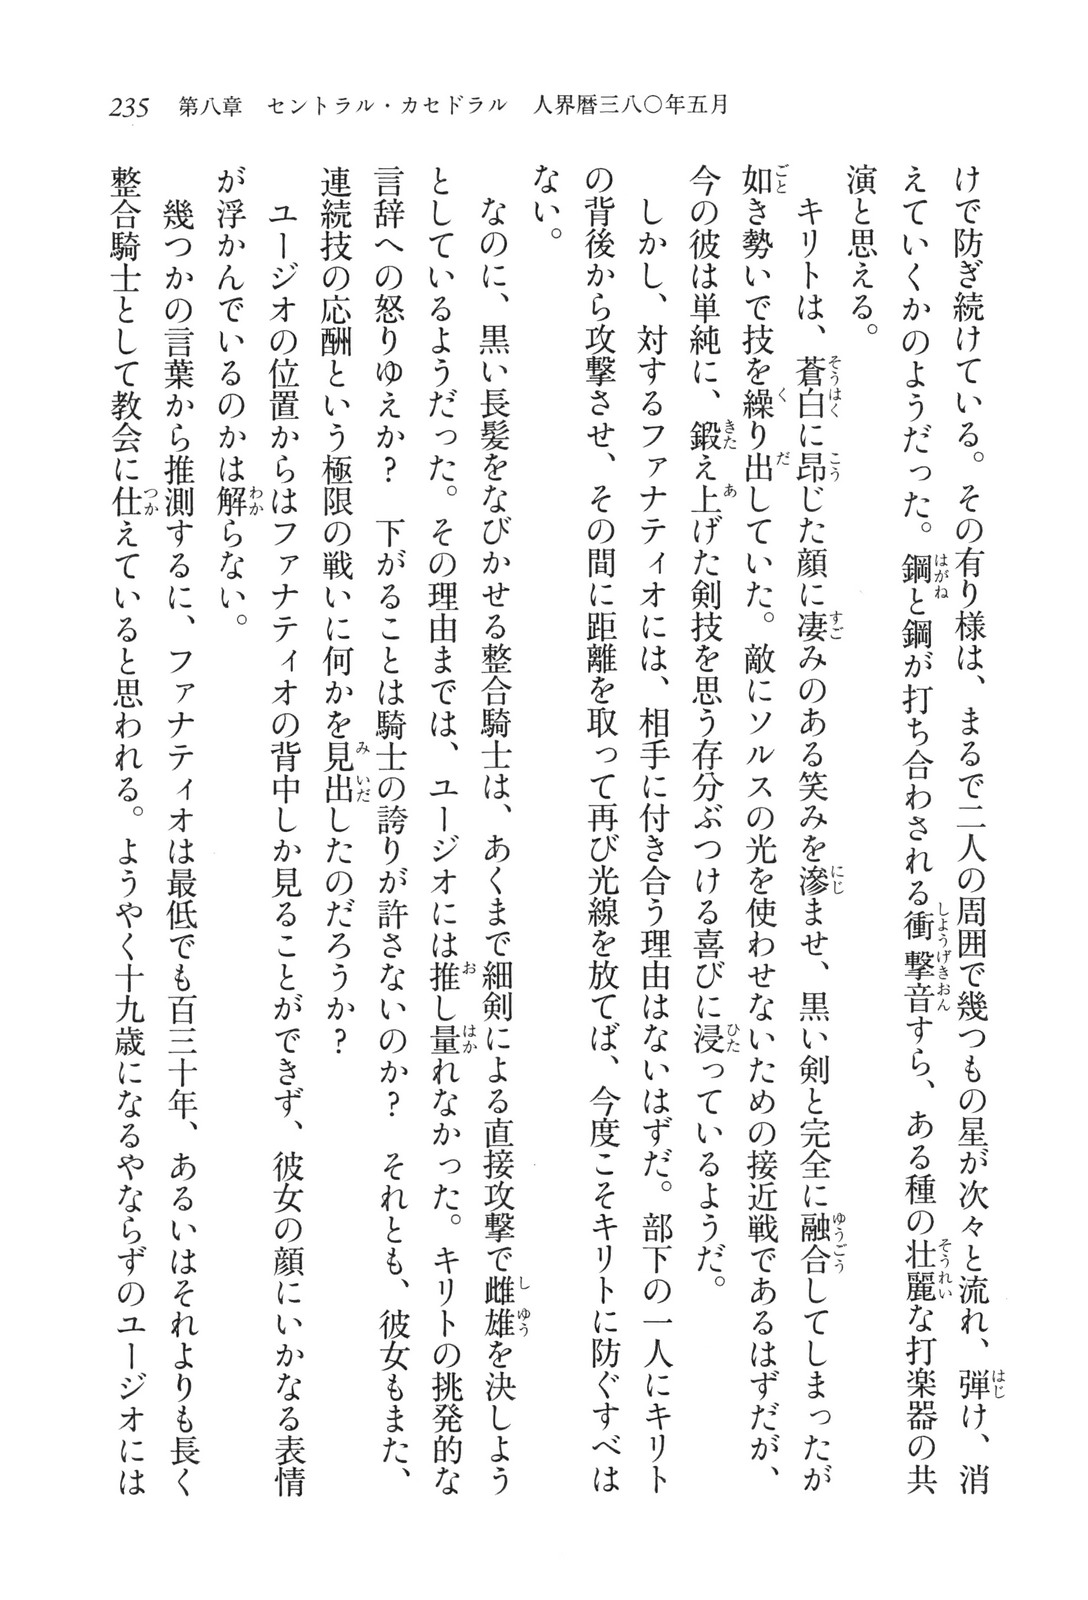 235 第八章 セントラル・カセドラル 人界暦三八〇年五月
けで防ぎ続けている。その有り様は、まるで二人の周囲で幾つもの星が次々と流れ、弾け、消
えていくかのようだった。鋼と鋼が打ち合わされる衝撃音すら、ある種の壮麗な打楽器の共
演と思える。
キリトは、蒼白に昂じた顔に凄みのある笑みを滲ませ、黒い剣と完全に融合してしまったが
如き勢いで技を繰り出していた。敵にソルスの光を使わせないための接近戦であるはずだが、
今の彼は単純に、鍛え上げた剣技を思う存分ぶつける喜びに浸っているようだ。
しかし、対するファナティオには、相手に付き合う理由はないはずだ。部下の一人にキリト
の背後から攻撃させ、その間に距離を取って再び光線を放てば、今度こそキリトに防ぐすべは
ない。
なのに、黒い長髪をなびかせる整合騎士は、あくまで細剣による直接攻撃で雌雄を決しよう
としているようだった。その理由までは、ユージオには推し量れなかった。キリトの挑発的な
言辞への怒りゆえか? 下がることは騎士の誇りが許さないのか? それとも、彼女もまた、
連続技の応酬という極限の戦いに何かを見出したのだろうか?
ユージオの位置からはファナティオの背中しか見ることができず、彼女の顔にいかなる表情
が浮かんでいるのかは解らない。
幾つかの言葉から推測するに、ファナティオは最低でも百三十年、あるいはそれよりも長く
整合騎士として教会に仕えていると思われる。ようやく十九歳になるやならずのユージオには